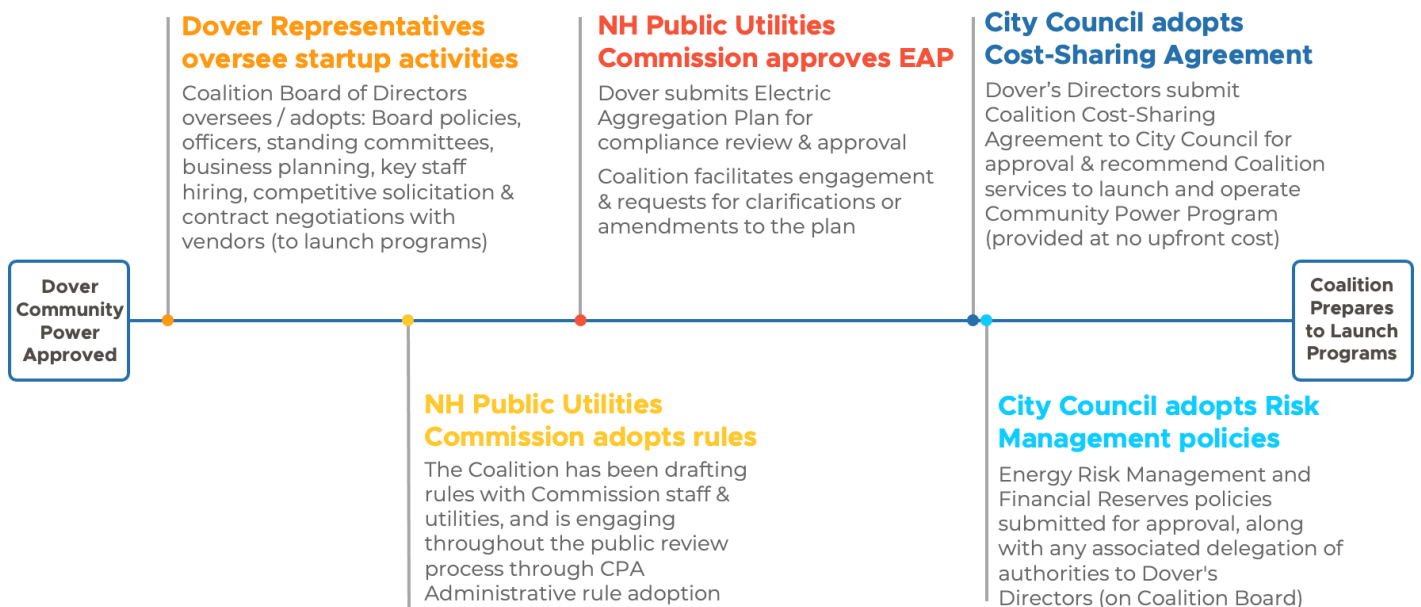 Dover Representatives
oversee startup activities
Coalition Board of Directors
oversees / adopts: Board policies,
officers, standing committees,
business planning, key staff
hiring, competitive solicitation &
contract negotiations with
vendors (to launch programs)
NH Public Utilities
Commission approves EAP
Dover submits Electric
Aggregation Plan for
compliance review & approval
Coalition facilitates engagement
& requests for clarifications or
amendments to the plan
City Council adopts
Cost-Sharing Agreement
Dover’s Directors submit
Coalition Cost-Sharing
Agreement to City Council for
approval & recommend Coalition
services to launch and operate
Community Power Program
(provided at no upfront cost)
Dover
Community
Power
Approved
Coalition
Prepares
to Launch
Programs
NH Public Utilities
Commission adopts rules
The Coalition has been drafting
rules with Commission staff &
utilities, and is engaging
throughout the public review
process through CPA
Administrative rule adoption
City Council adopts Risk
Management policies
Energy Risk Management and
Financial Reserves policies
submitted for approval, along
with any associated delegation of
authorities to Dover's
Directors (on Coalition Board)